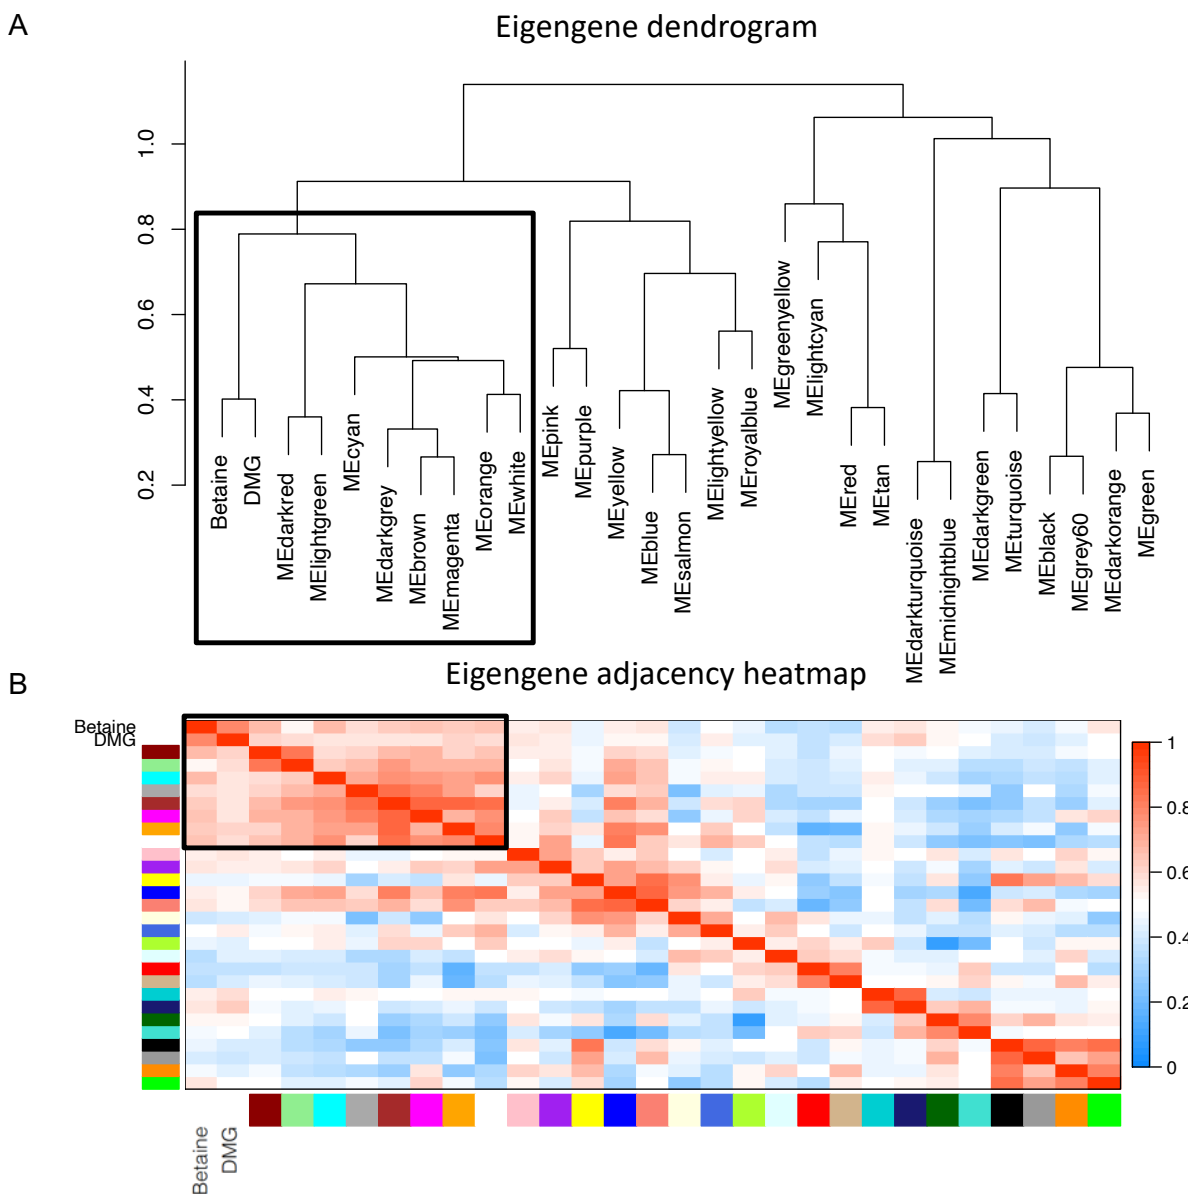 A
Eigengene dendrogram
1.0
0.8
0.6
0.4
0.2
Betaine
DMG
MEdarkred
MElightgreen
MEcyan
MEdarkgrey
MEbrown
MEmagenta
MEorange
MEwhite
MEpink
MEpurple
MEyellow
MEblue
MEsalmon
MElightyellow
MEroyalblue
MEgreenyellow
MElightcyan
MEred
MEtan
MEdarkturquoise
MEmidnightblue
MEdarkgreen
MEturquoise
MEblack
MEgrey60
MEdarkorange
MEgreen
B
Eigengene adjacency heatmap
Betaine
DMG
1
0.8
0.6
0.4
0.2
0
Betaine
DMG